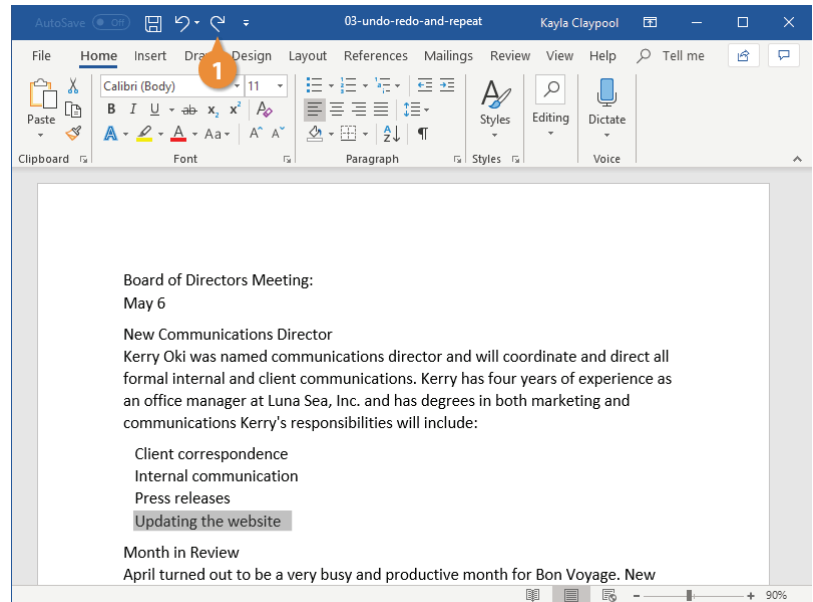 AutoSave Off 03-undo-redo-and-repeat Kayla Claypool
File Home Insert Design Layout References Mailings Review View Help Tell me
1
Calibri (Body) 11
Paste B I U ab x₂ x² A Styles Editing Dictate
A A Aa A A A Z ¶
Clipboard Font Paragraph Styles Voice
Board of Directors Meeting:
May 6
New Communications Director
Kerry Oki was named communications director and will coordinate and direct all
formal internal and client communications. Kerry has four years of experience as
an office manager at Luna Sea, Inc. and has degrees in both marketing and
communications Kerry's responsibilities will include:
Client correspondence
Internal communication
Press releases
Updating the website
Month in Review
April turned out to be a very busy and productive month for Bon Voyage. New
90%